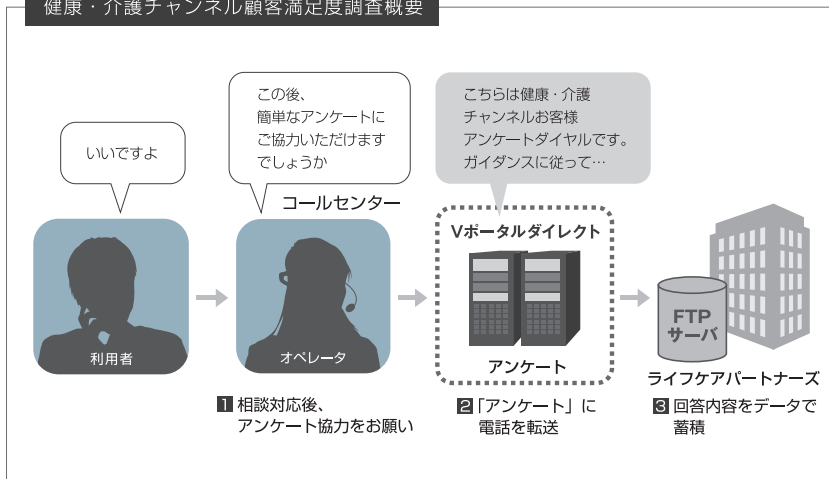 健康・介護チャンネル顧客満足度調査概要
いいですよ
この後、
簡単なアンケートに
ご協力いただけます
でしょうか
こちらは健康・介護
チャンネルお客様
アンケートダイヤルです。
ガイダンスに従って…
コールセンター
Vポータルダイレクト
利用者
オペレータ
アンケート
FTP
サーバ
ライフケアパートナーズ
1 相談対応後、
アンケート協力をお願い
2 「アンケート」に
電話を転送
3 回答内容をデータで
蓄積